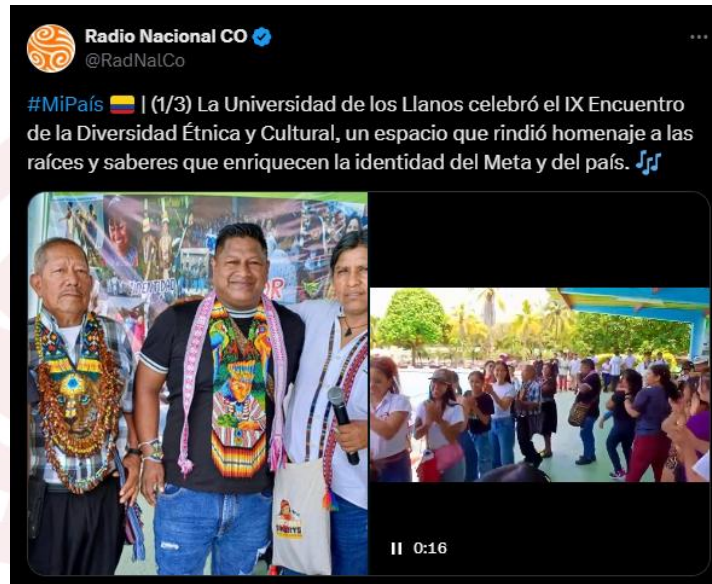 Radio Nacional CO
@RadNalCo
#MiPaís 🇨🇴 | (1/3) La Universidad de los Llanos celebró el IX Encuentro
de la Diversidad Étnica y Cultural, un espacio que rindió homenaje a las
raíces y saberes que enriquecen la identidad del Meta y del país. 🎶
IDENTIDAD
0:16